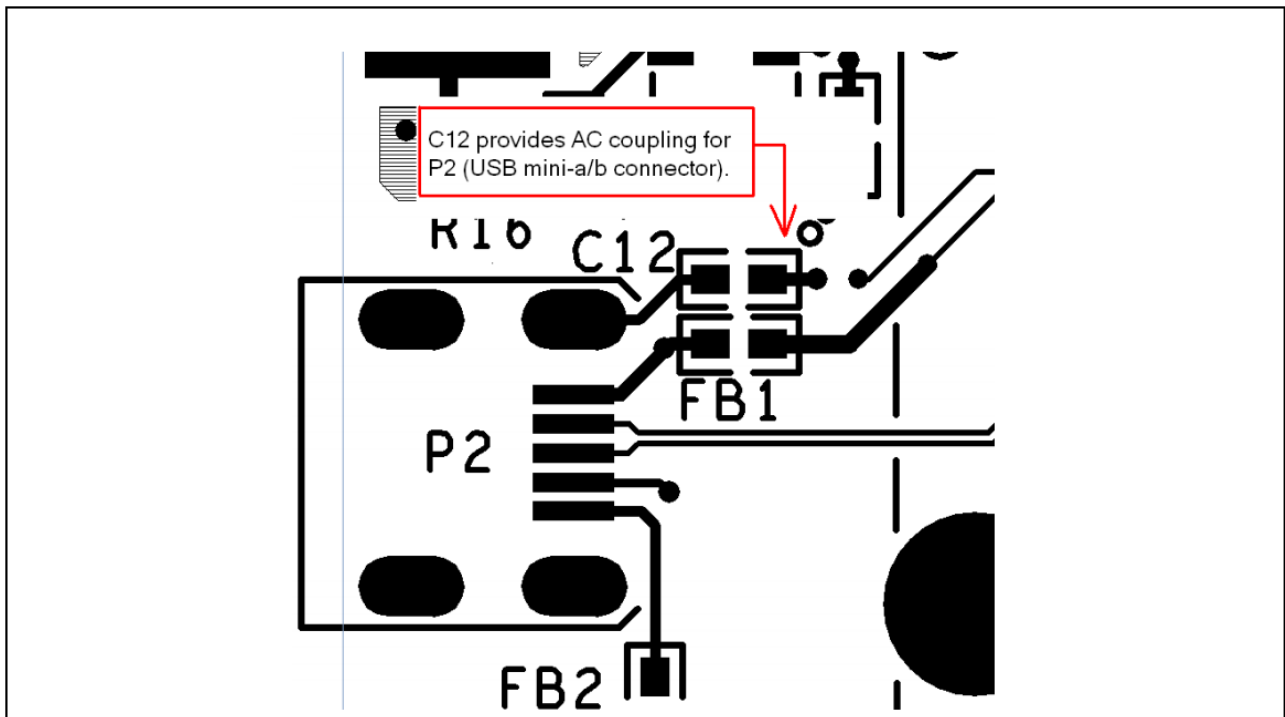 C12 provides AC coupling for
P2 (USB mini-a/b connector).
R16
C12
FB1
P2
FB2